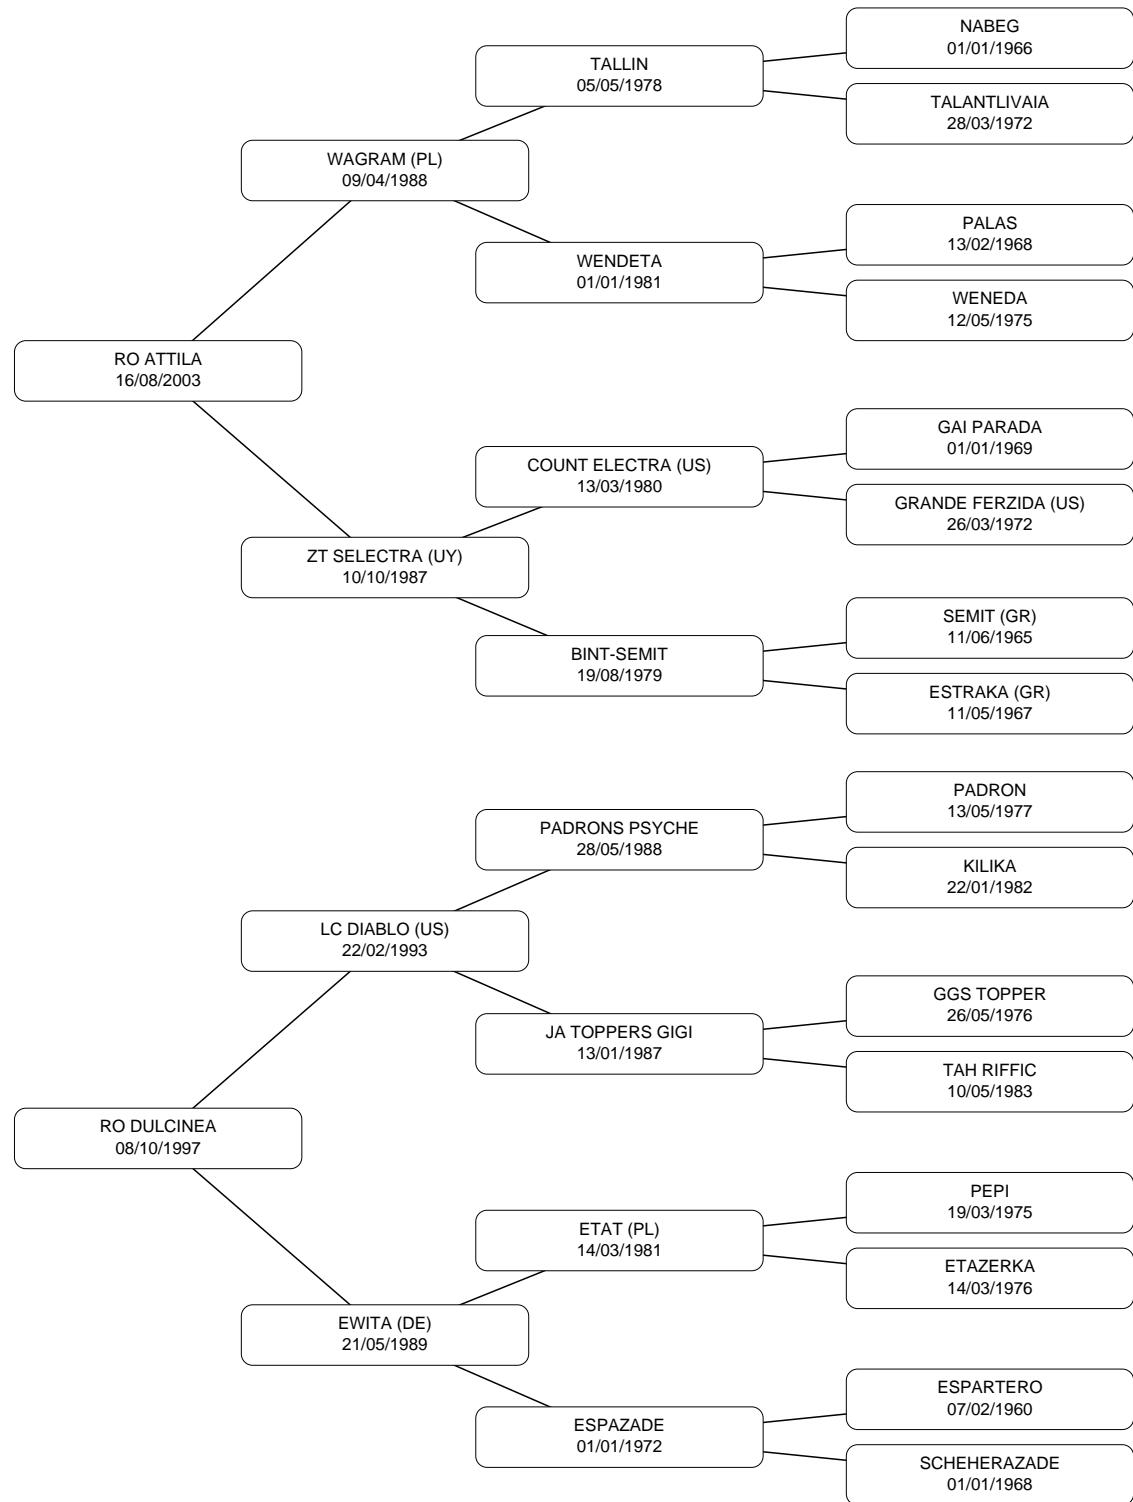 NABEG
01/01/1966
TALLIN
05/05/1978
TALANTLIVAIA
28/03/1972
WAGRAM (PL)
09/04/1988
PALAS
13/02/1968
WENDETA
01/01/1981
WENEDA
12/05/1975
RO ATTILA
16/08/2003
GAI PARADA
01/01/1969
COUNT ELECTRA (US)
13/03/1980
GRANDE FERZIDA (US)
26/03/1972
ZT SELECTRA (UY)
10/10/1987
SEMIT (GR)
11/06/1965
BINT-SEMIT
19/08/1979
ESTRAKA (GR)
11/05/1967
PADRON
13/05/1977
PADRONS PSYCHE
28/05/1988
KILIKA
22/01/1982
LC DIABLO (US)
22/02/1993
GGS TOPPER
26/05/1976
JA TOPPERS GIGI
13/01/1987
TAH RIFFIC
10/05/1983
RO DULCINEA
08/10/1997
PEPI
19/03/1975
ETAT (PL)
14/03/1981
ETAZERKA
14/03/1976
EWITA (DE)
21/05/1989
ESPARTERO
07/02/1960
ESPAZADE
01/01/1972
SCHEHERAZADE
01/01/1968